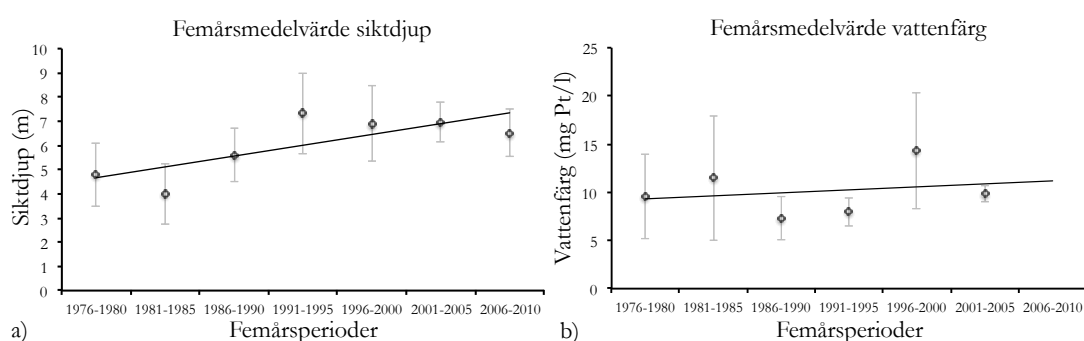 Femårsmedelvärde siktdjup
10
9
8
7
6
5
4
3
2
1
0
Siktdjup (m)
1976-1980 1981-1985 1986-1990 1991-1995 1996-2000 2001-2005 2006-2010
a)
Femårsperioder
Femårsmedelvärde vattenfärg
25
20
15
10
5
0
Vattenfärg (mg Pt/l)
1976-1980 1981-1985 1986-1990 1991-1995 1996-2000 2001-2005 2006-2010
b)
Femårsperioder